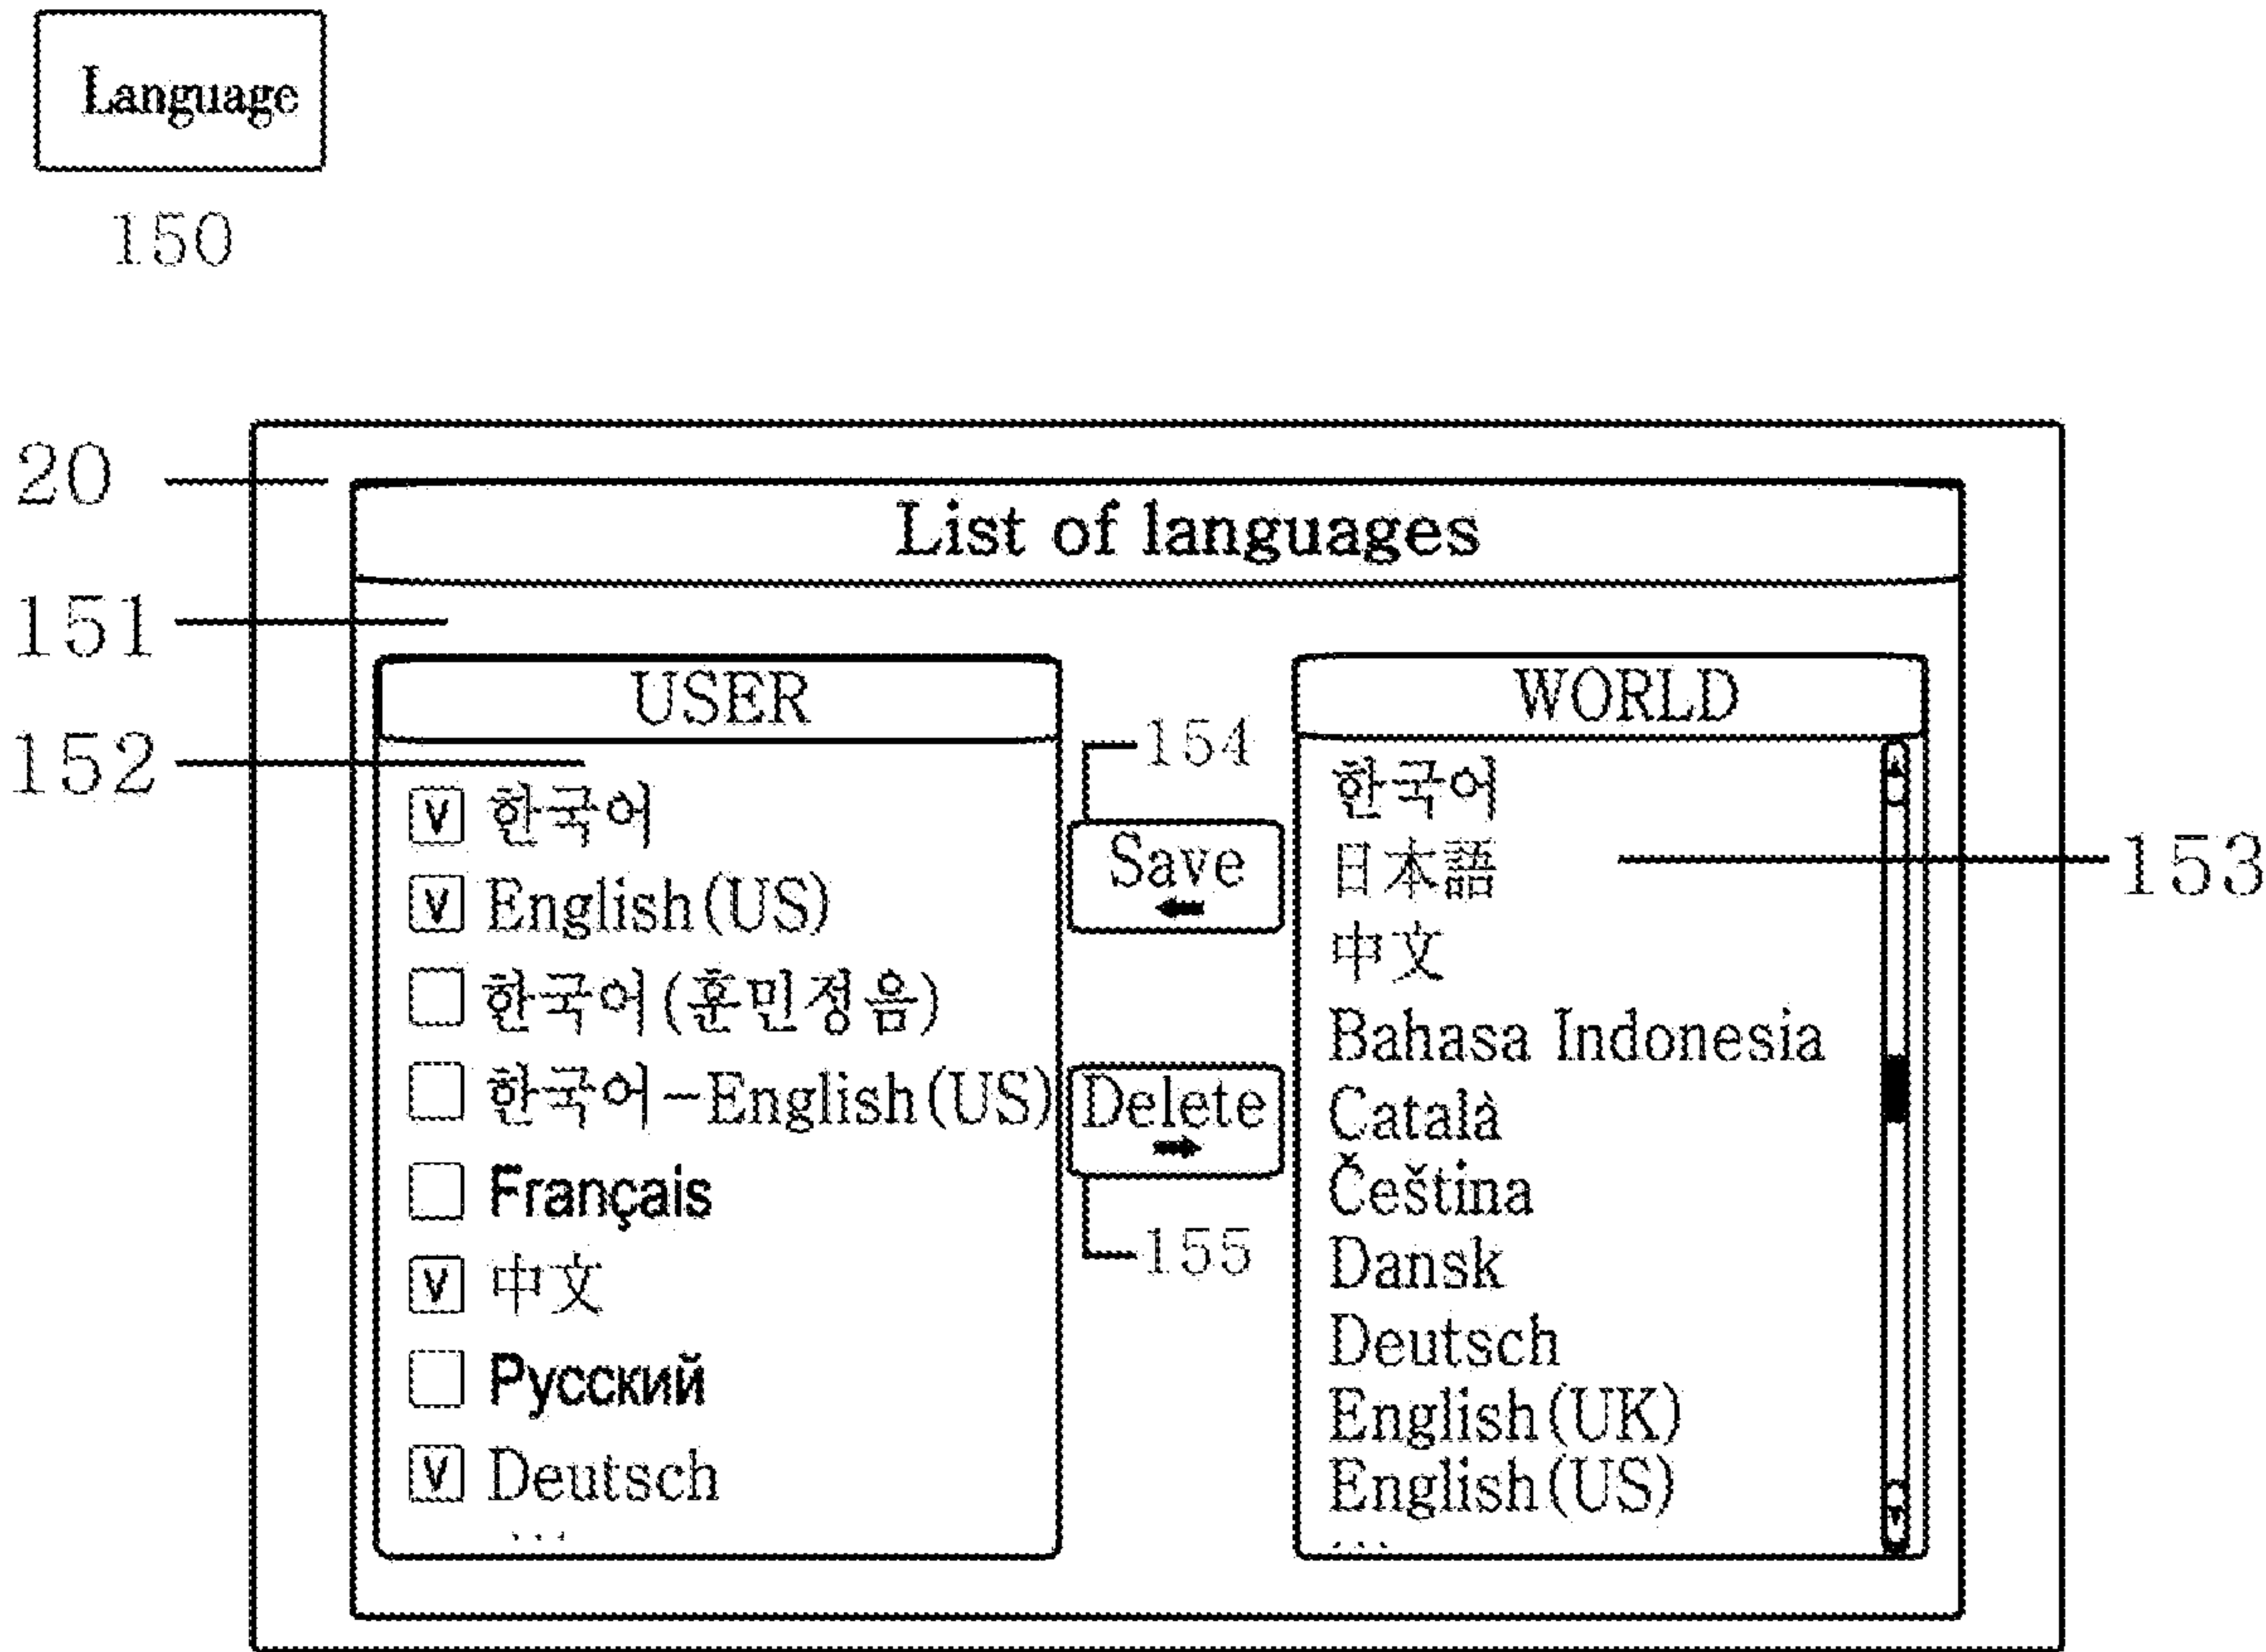 Language
150
20
List of languages
151
USER
152
V 한국어
V English(US)
한국어(훈민정음)
한국어-English(US)
Français
V 中文
Русский
V Deutsch
...
154
Save
Delete
155
WORLD
한국어
日本語
中文
Bahasa Indonesia
Català
Čeština
Dansk
Deutsch
English(UK)
English(US)
...
153